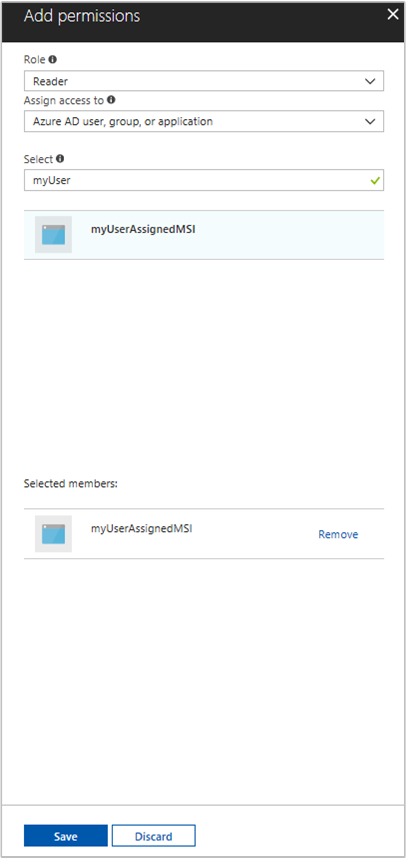 Add permissions
Role
Reader
Assign access to
Azure AD user, group, or application
Select
myUser
myUserAssignedMSI
Selected members:
myUserAssignedMSI
Remove
Save
Discard